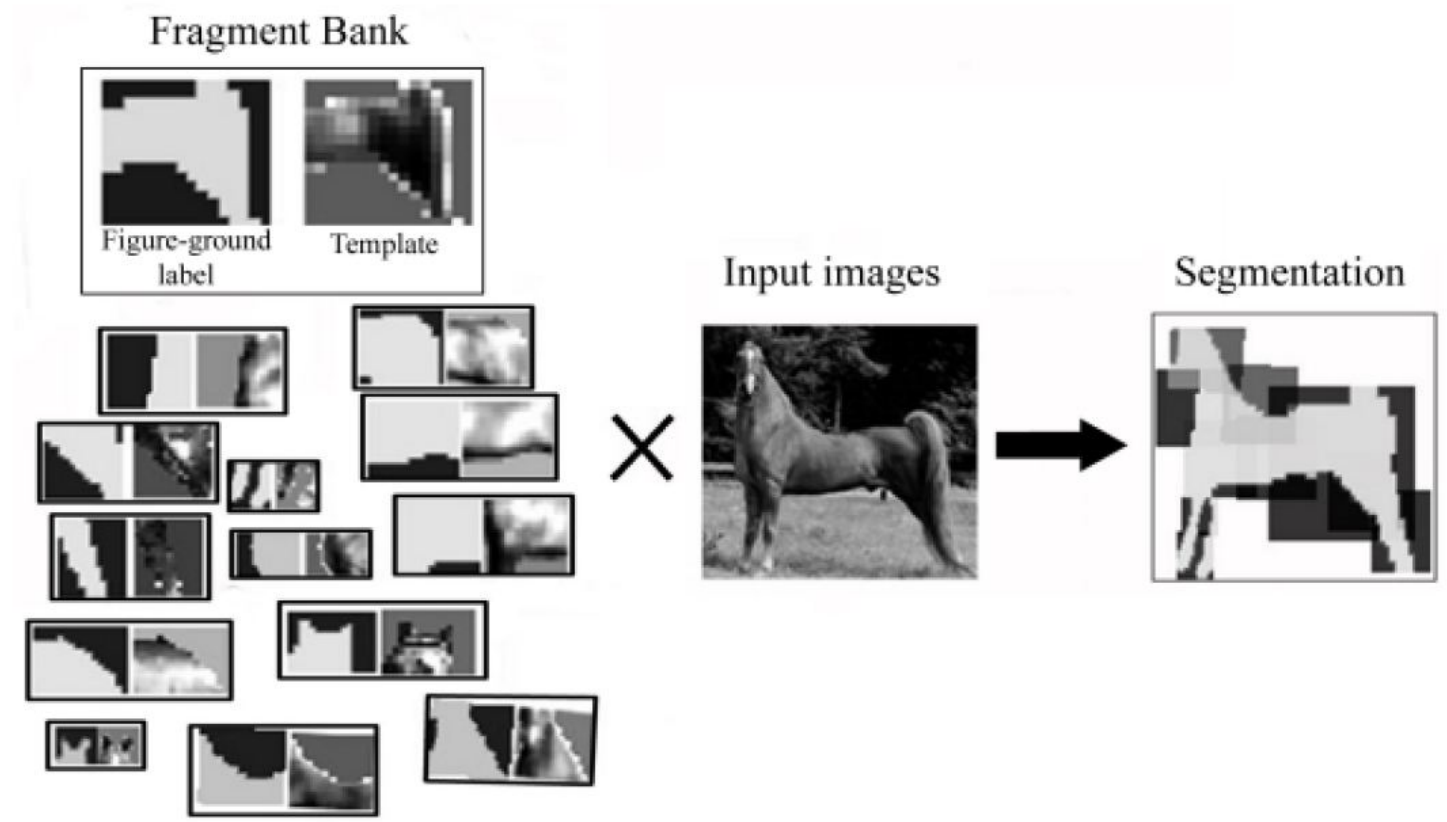 Fragment Bank
Figure-ground
label
Template
Input images
Segmentation